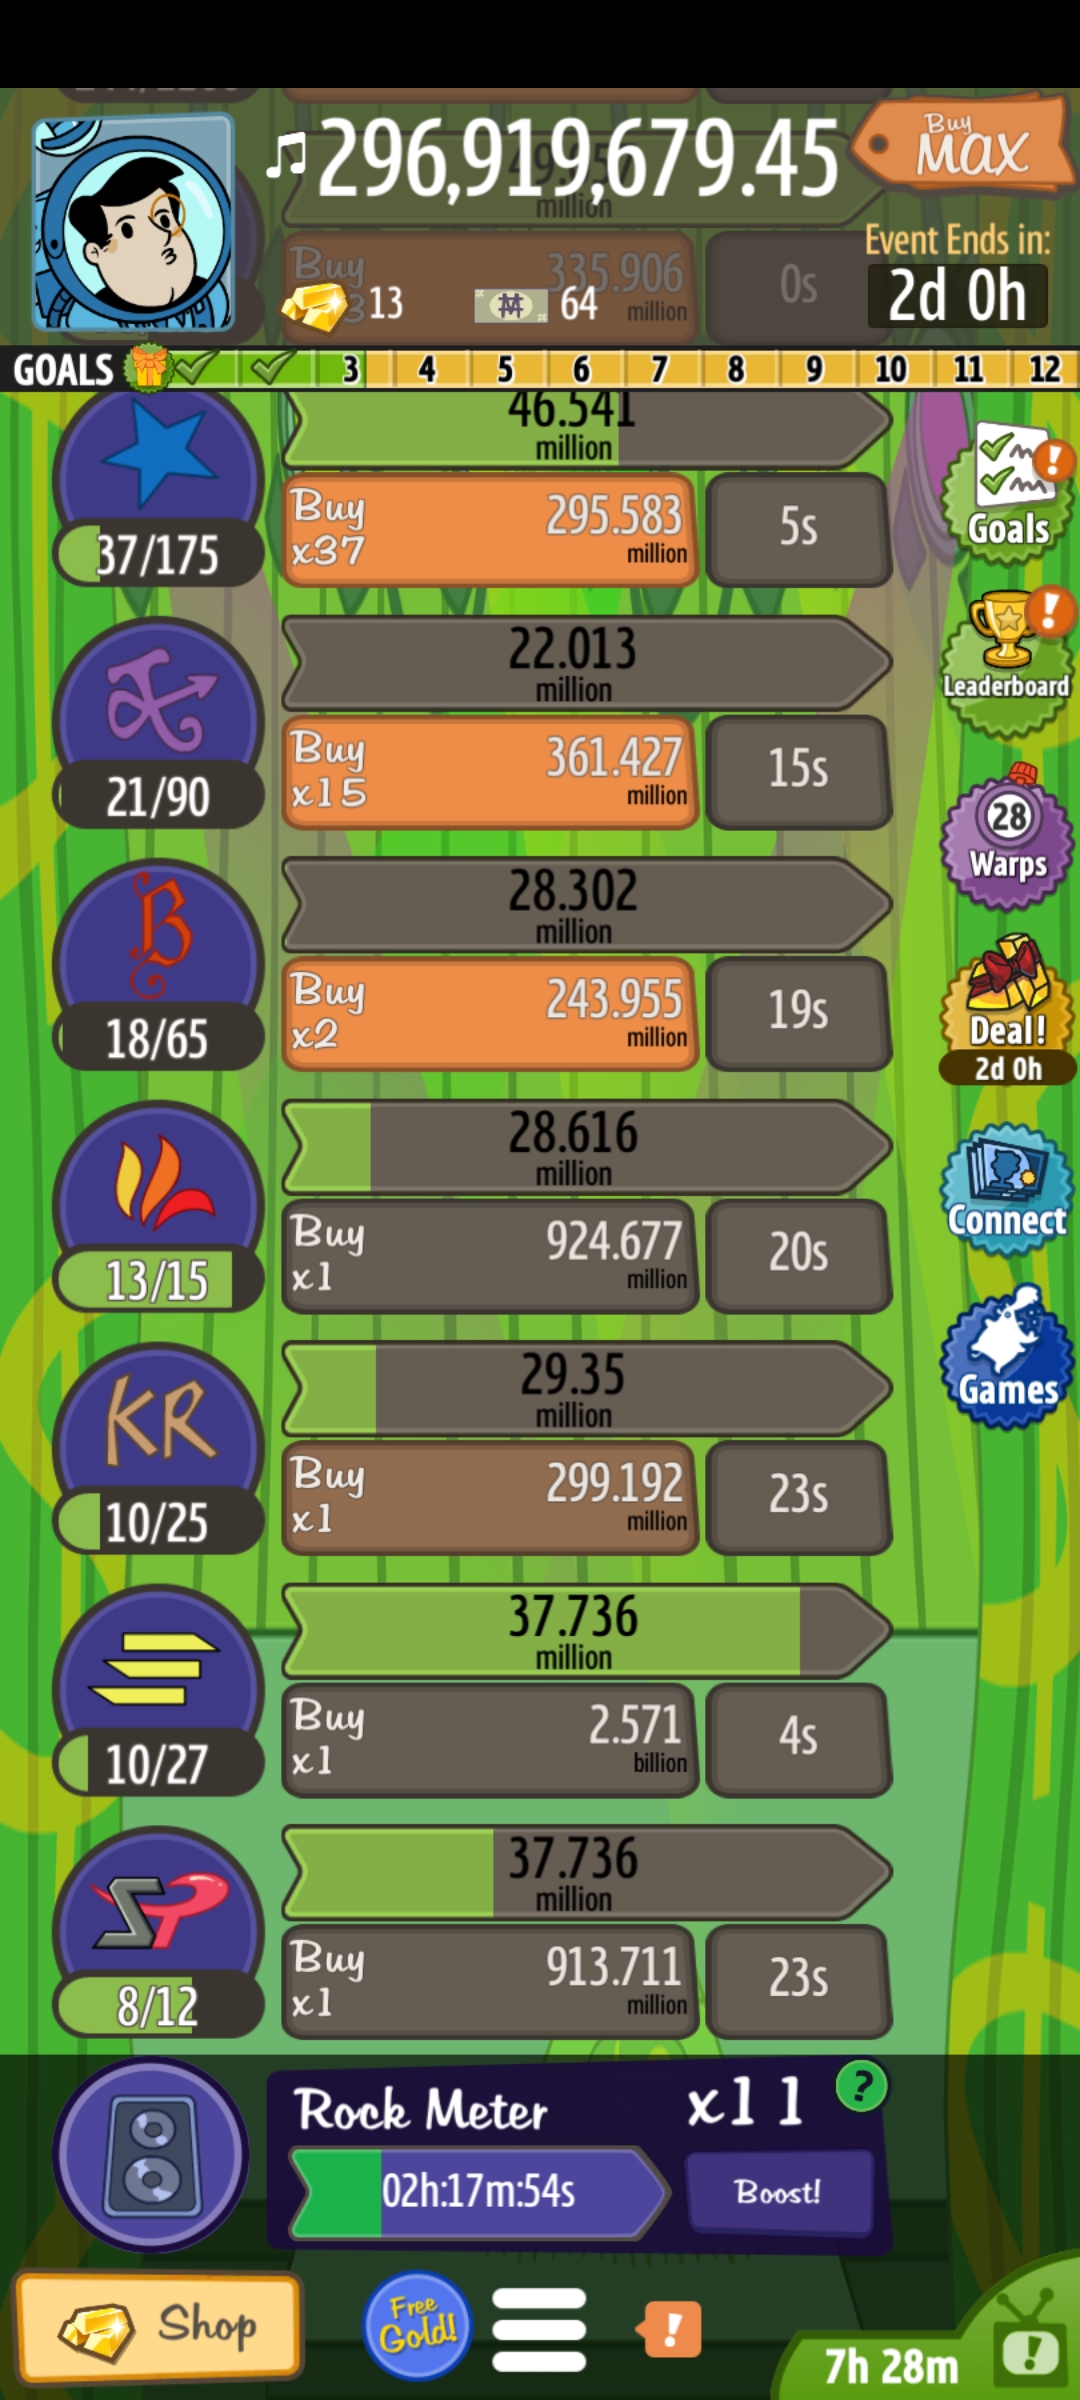 296,919,679.45
Buy
MAX
million
Buy
335.906
million
0s
13
64
Event Ends in:
2d 0h
GOALS
3 4 5 6 7 8 9 10 11 12
46.541
million
37/175
Buy
x37
295.583
million
5s
Goals
22.013
million
21/90
Buy
x15
361.427
million
15s
Leaderboard
28
Warps
28.302
million
18/65
Buy
x2
243.955
million
19s
Deal!
2d 0h
28.616
million
13/15
Buy
x1
924.677
million
20s
Connect
KR
29.35
million
10/25
Buy
x1
299.192
million
23s
Games
37.736
million
10/27
Buy
x1
2.571
billion
4s
SP
37.736
million
8/12
Buy
x1
913.711
million
23s
Rock Meter
x11
?
02h:17m:54s
Boost!
Shop
Free
Gold!
!
7h 28m
!